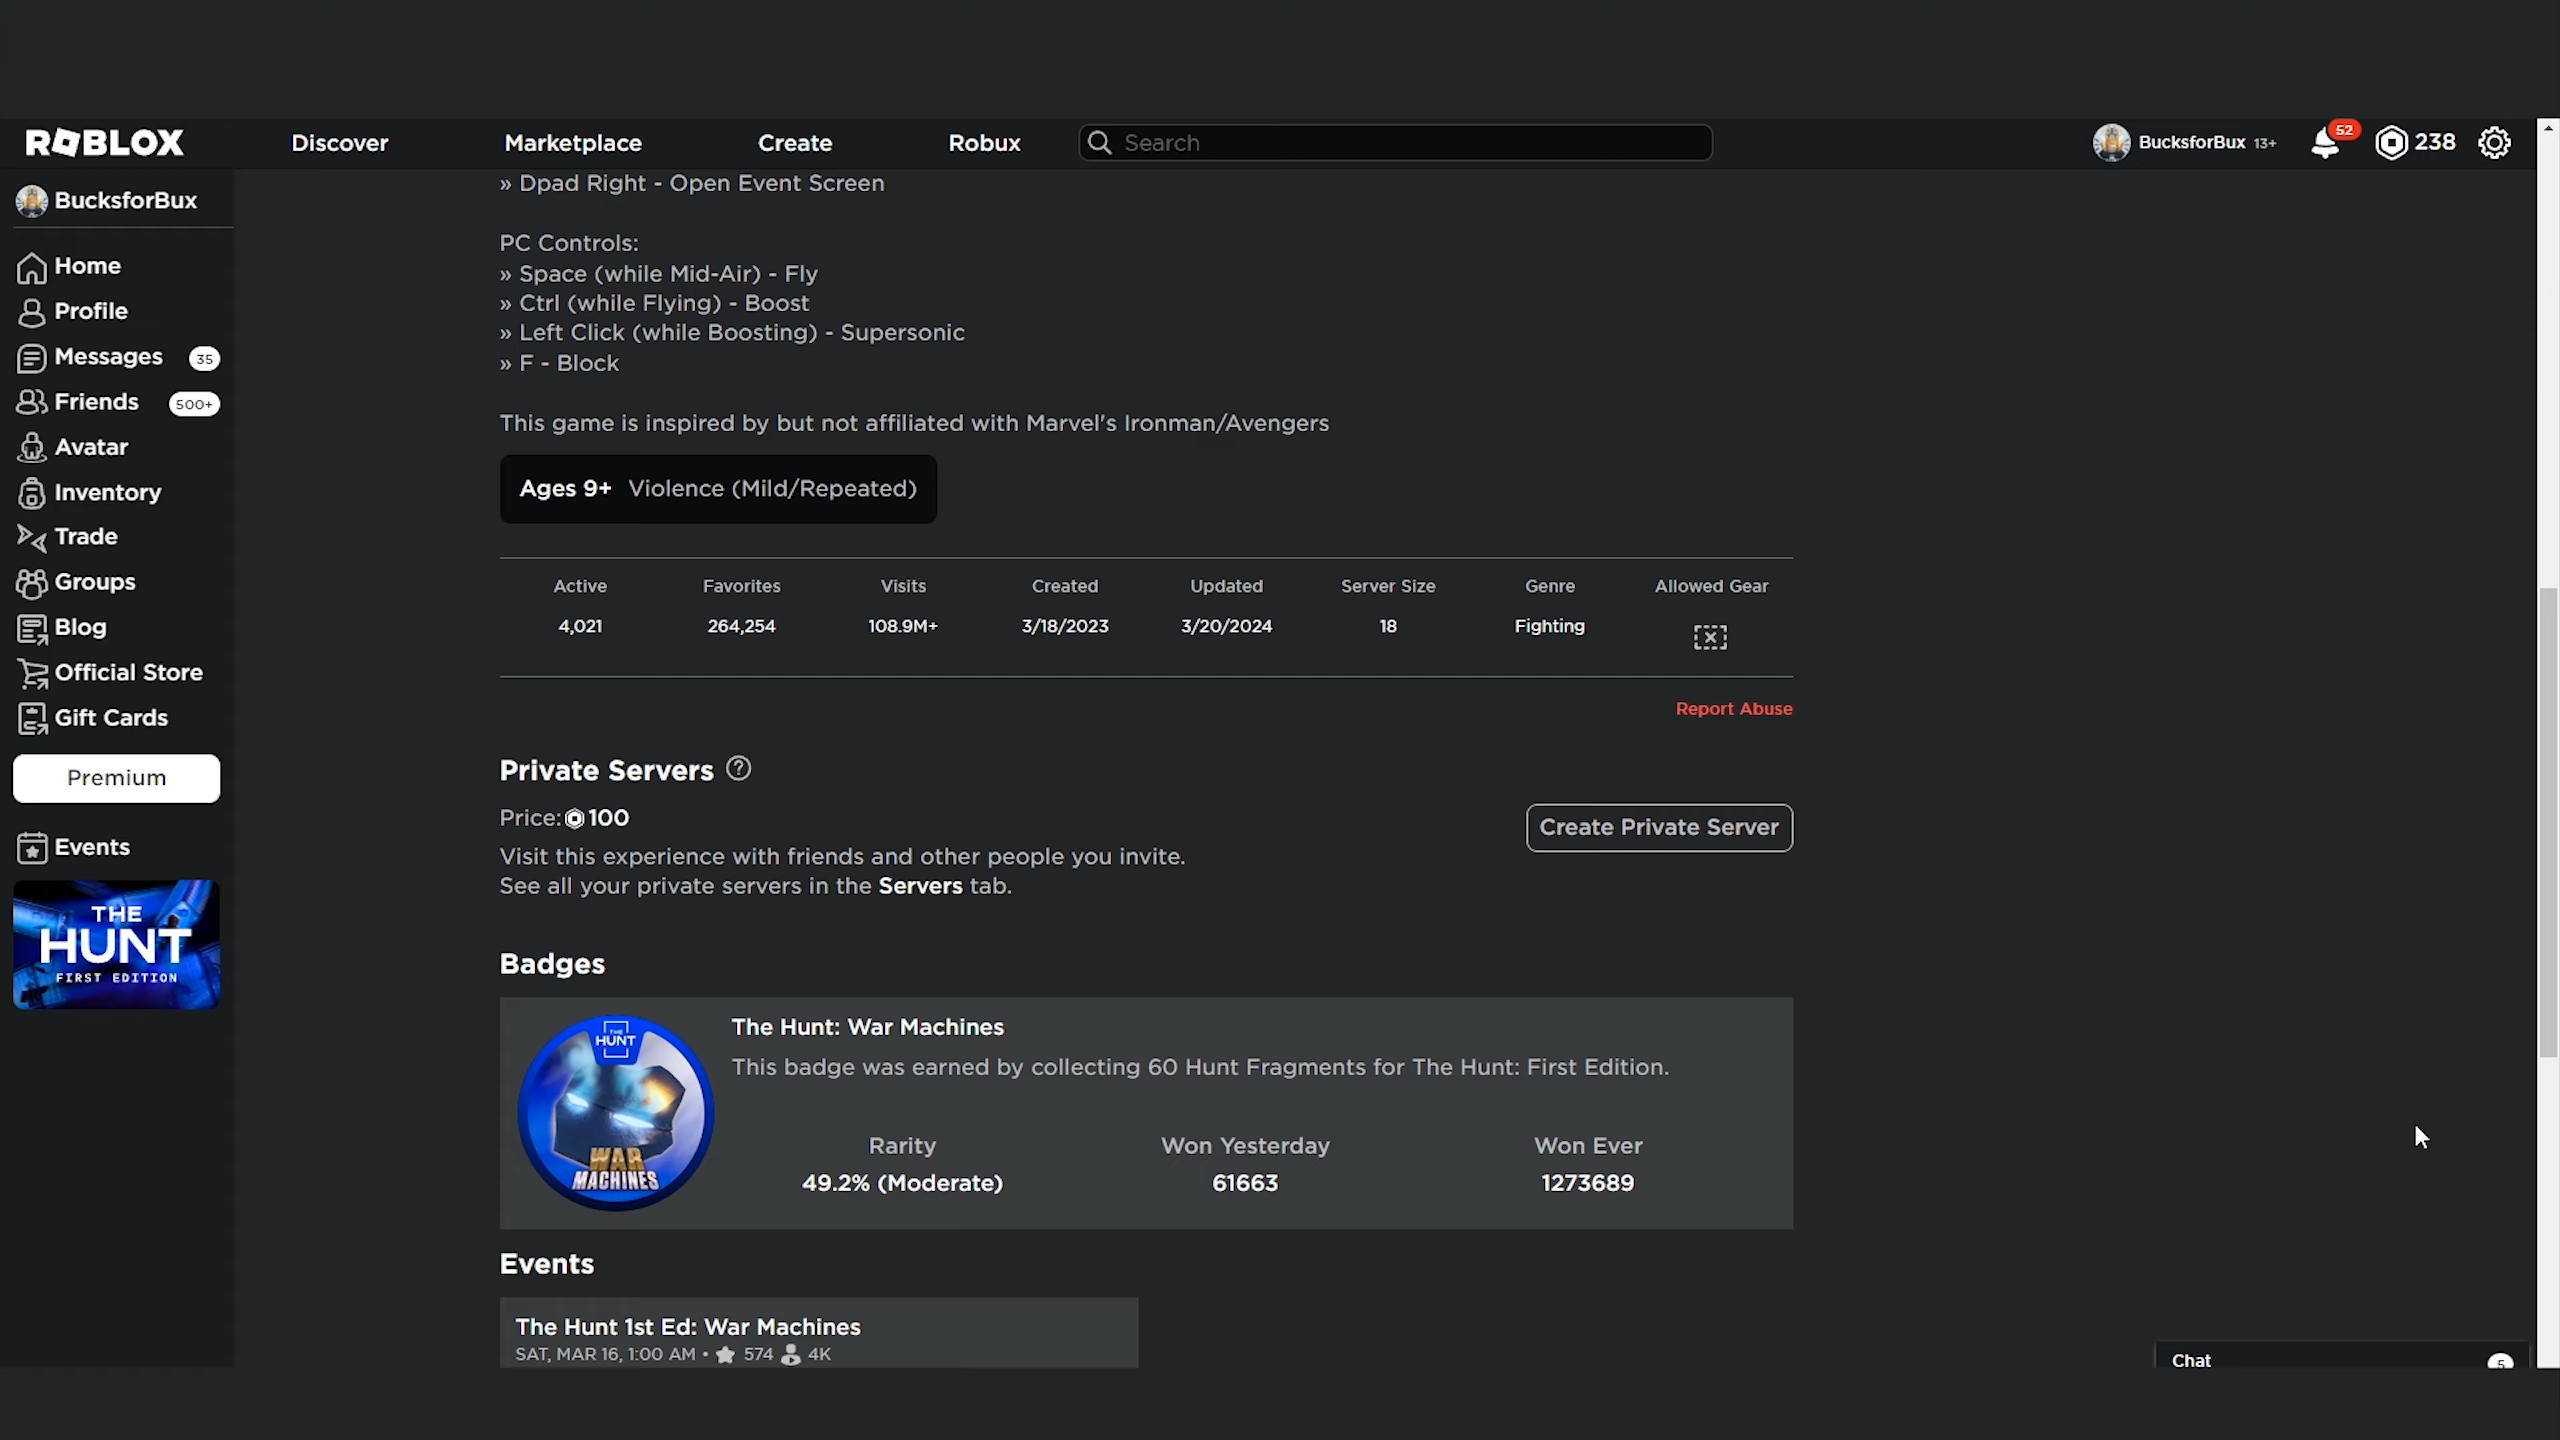 ROBLOX
Discover
Marketplace
Create
Robux
Search
BucksforBux 13+
52
238
BucksforBux
Home
Profile
Messages 35
Friends 500+
Avatar
Inventory
Trade
Groups
Blog
Official Store
Gift Cards
Premium
Events
THE
HUNT
FIRST EDITION
» Dpad Right - Open Event Screen
PC Controls:
» Space (while Mid-Air) - Fly
» Ctrl (while Flying) - Boost
» Left Click (while Boosting) - Supersonic
» F - Block
This game is inspired by but not affiliated with Marvel's Ironman/Avengers
Ages 9+ Violence (Mild/Repeated)
Active Favorites Visits Created Updated Server Size Genre Allowed Gear
4,021 264,254 108.9M+ 3/18/2023 3/20/2024 18 Fighting
Report Abuse
Private Servers ?
Price: 100
Create Private Server
Visit this experience with friends and other people you invite.
See all your private servers in the Servers tab.
Badges
THE
HUNT
WAR
MACHINES
The Hunt: War Machines
This badge was earned by collecting 60 Hunt Fragments for The Hunt: First Edition.
Rarity Won Yesterday Won Ever
49.2% (Moderate) 61663 1273689
Events
The Hunt 1st Ed: War Machines
SAT, MAR 16, 1:00 AM • 574 4K
Chat 5